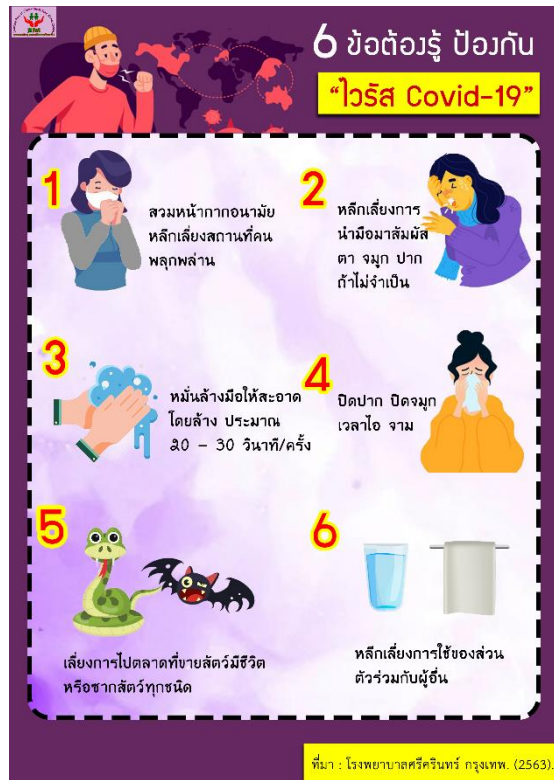 6 ข้อต้องรู้ ป้องกัน
“ไวรัส Covid-19”
1
สวมหน้ากากอนามัย
หลีกเลี่ยงสถานที่คน
พลุกพล่าน
2
หลีกเลี่ยงการ
นำมือมาสัมผัส
ตา จมูก ปาก
ถ้าไม่จำเป็น
3
หมั่นล้างมือให้สะอาด
โดยล้าง ประมาณ
20 – 30 วินาที/ครั้ง
4
ปิดปาก ปิดจมูก
เวลาไอ จาม
5
เลี่ยงการไปตลาดที่ขายสัตว์มีชีวิต
หรือซากสัตว์ทุกชนิด
6
หลีกเลี่ยงการใช้ของส่วน
ตัวร่วมกับผู้อื่น
ที่มา : โรงพยาบาลศรีครินทร์ กรุงเทพ. (2563).